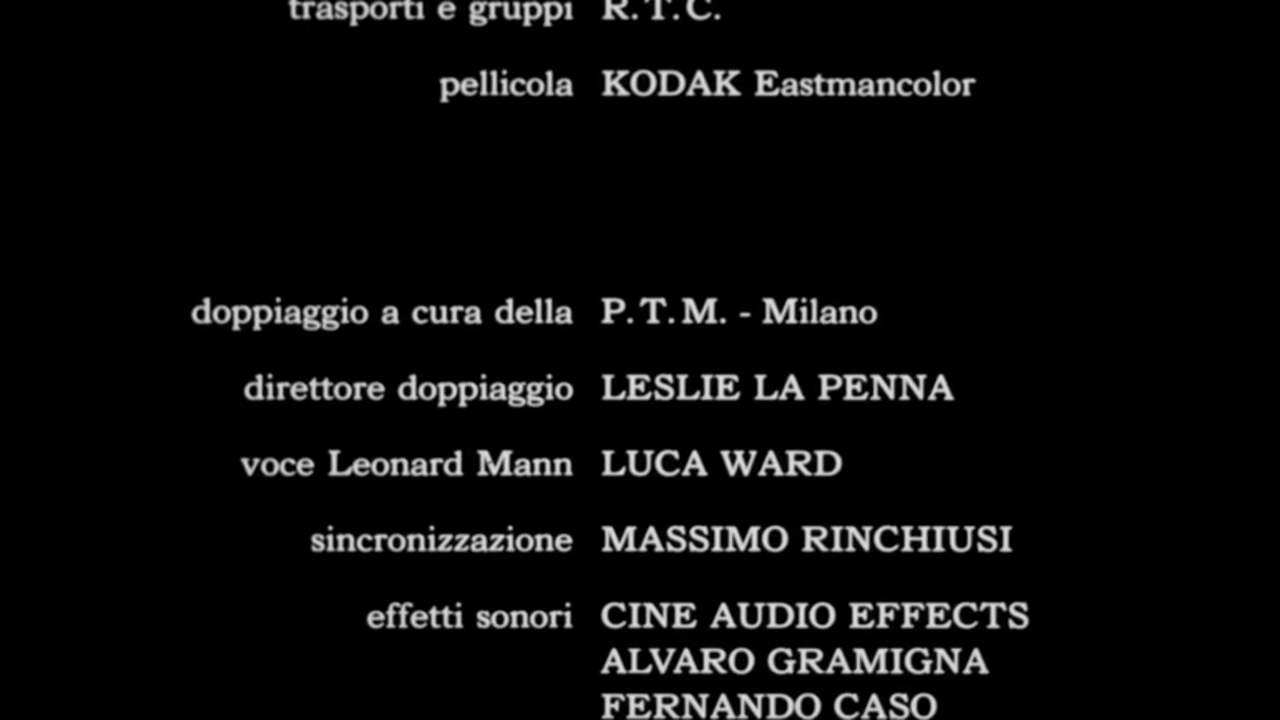 trasporti e gruppi R.T.C.
pellicola KODAK Eastmancolor
doppiaggio a cura della P.T.M. - Milano
direttore doppiaggio LESLIE LA PENNA
voce Leonard Mann LUCA WARD
sincronizzazione MASSIMO RINCHIUSI
effetti sonori CINE AUDIO EFFECTS
ALVARO GRAMIGNA
FERNANDO CASO